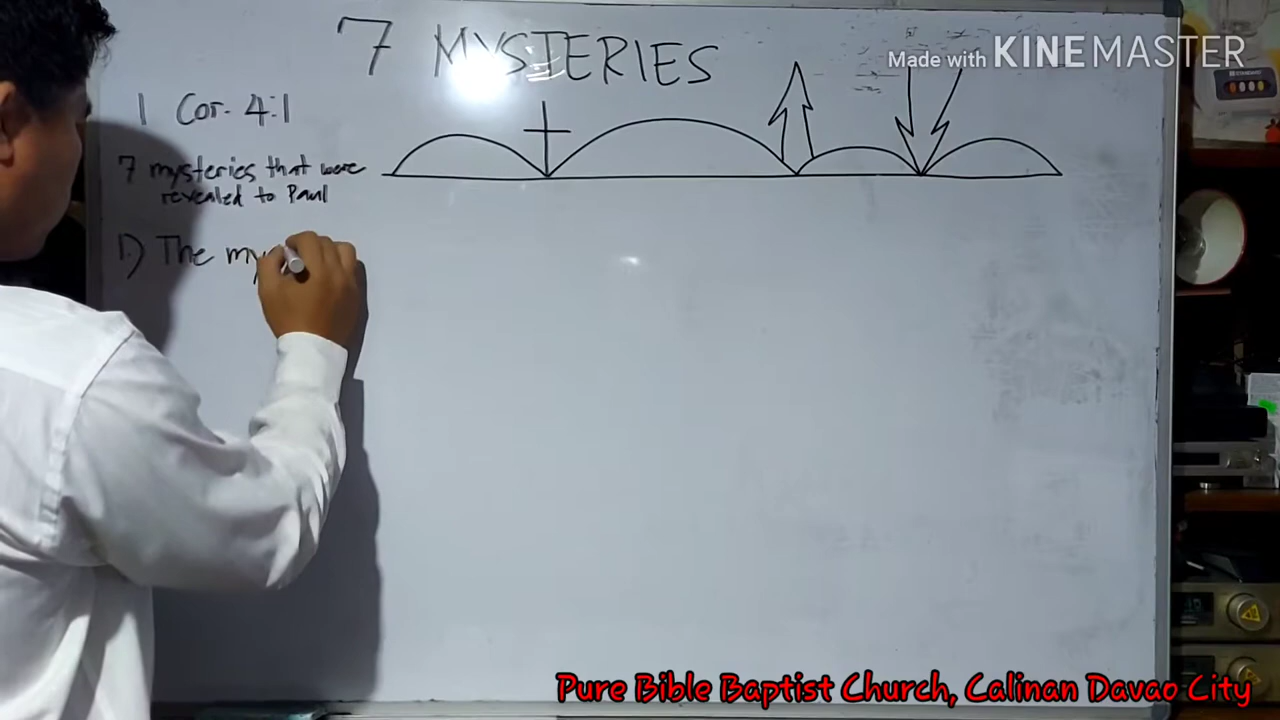 7 MYSTERIES
Made with KINEMASTER
1 Cor. 4:1
7 mysteries that were
revealed to Paul
1.) The my
Pure Bible Baptist Church, Calinan Davao City